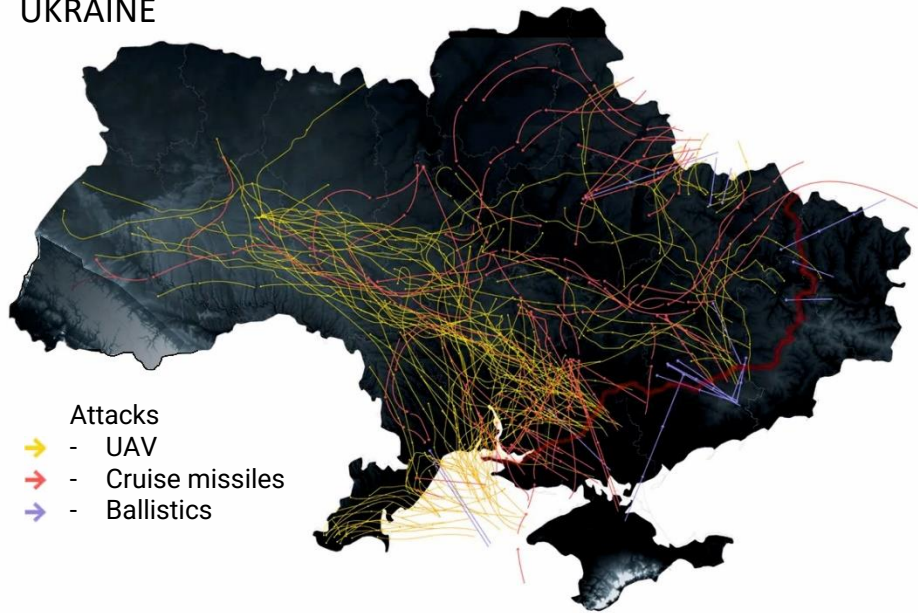 UKRAINE
Attacks
- UAV
- Cruise missiles
- Ballistics